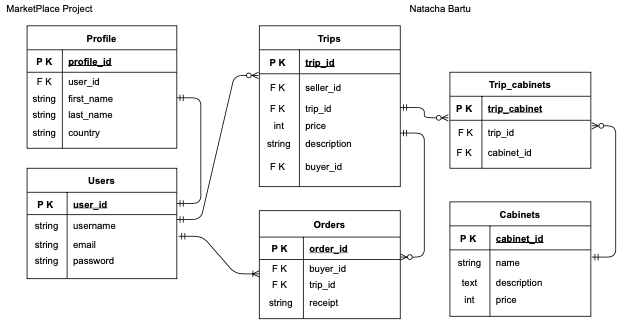 MarketPlace Project
Natacha Bartu
Profile
P K profile_id
F K user_id
string first_name
string last_name
string country
Users
P K user_id
string username
string email
string password
Trips
P K trip_id
F K seller_id
F K trip_id
int price
string description
F K buyer_id
Orders
P K order_id
F K buyer_id
F K trip_id
string receipt
Trip_cabinets
P K trip_cabinet
F K trip_id
F K cabinet_id
Cabinets
P K cabinet_id
string name
text description
int price